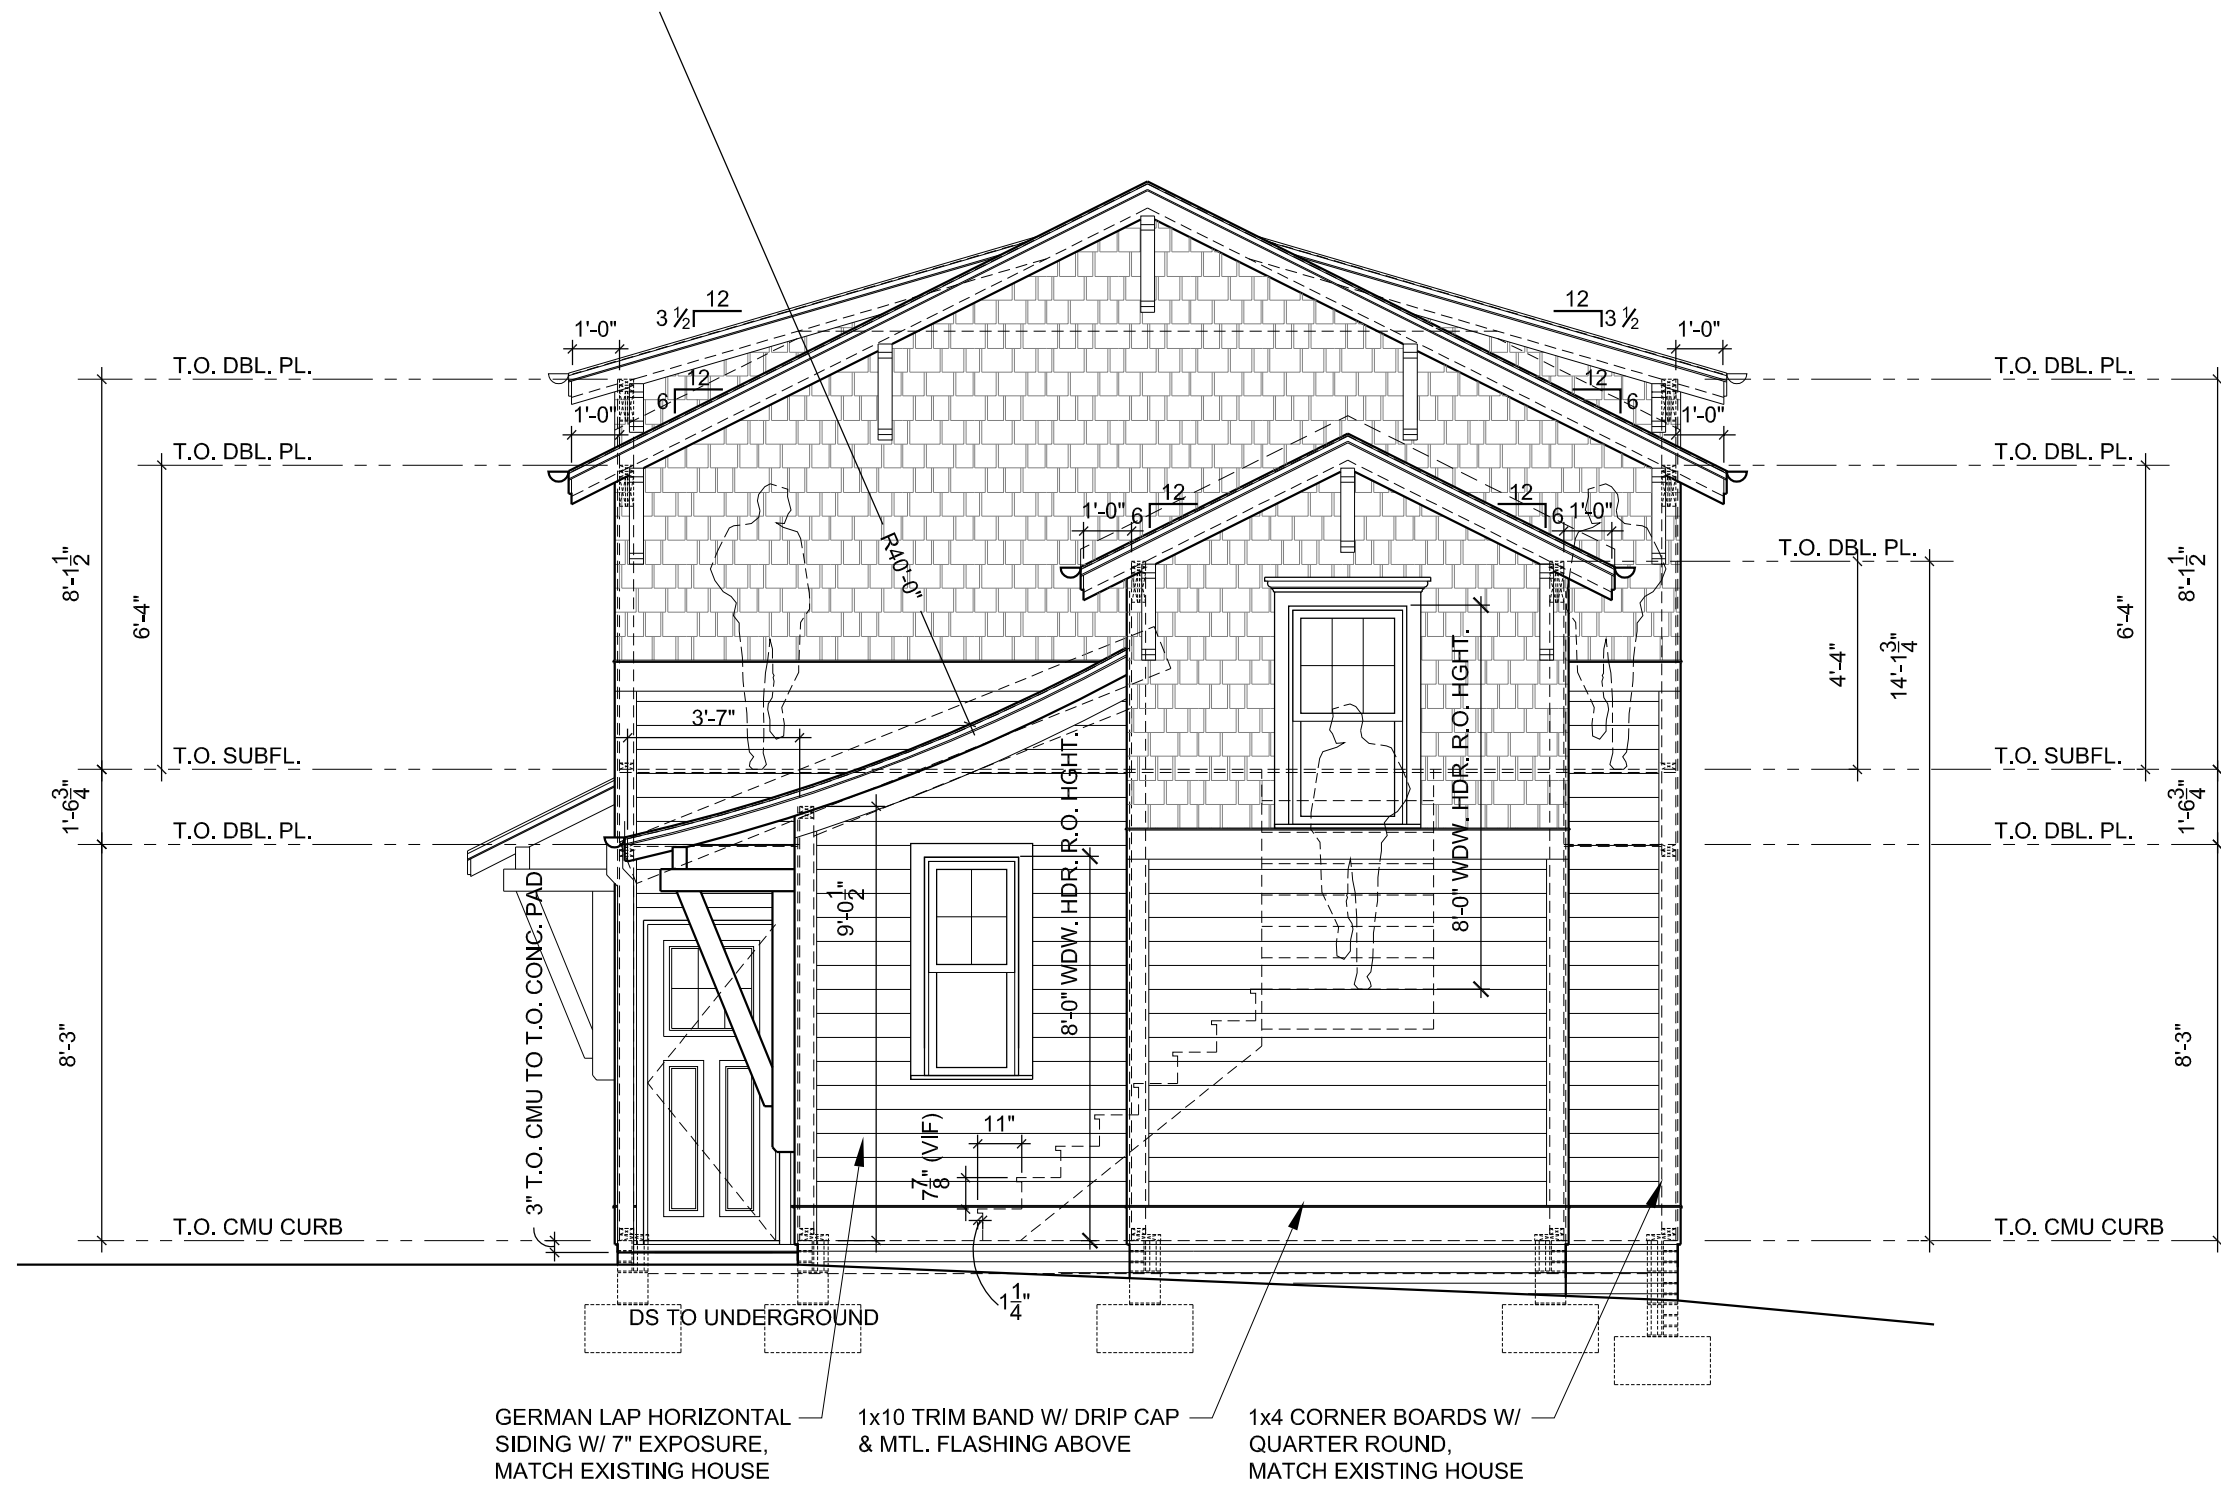 12
3 ½
1'-0"
12
3 ½
1'-0"
T.O. DBL. PL.
T.O. DBL. PL.
12
6
1'-0"
12
6
1'-0"
T.O. DBL. PL.
T.O. DBL. PL.
1'-0"
6
12
12
6
1'-0"
T.O. DBL. PL.
R40'-0"
8'-1 1/2"
6'-4"
8'-1 1/2"
6'-4"
4'-4"
14'-1 3/4"
3'-7"
8'-0" WDW. HDR. R.O. HGHT.
8'-0" WDW. HDR. R.O. HGHT.
T.O. SUBFL.
T.O. SUBFL.
1'-6 3/4"
1'-6 3/4"
T.O. DBL. PL.
T.O. DBL. PL.
9'-0 1/2"
8'-3"
8'-3"
3" T.O. CMU TO T.O. CONC. PAD
11"
7 7/8" (VIF)
T.O. CMU CURB
T.O. CMU CURB
1 1/4"
DS TO UNDERGROUND
GERMAN LAP HORIZONTAL
SIDING W/ 7" EXPOSURE,
MATCH EXISTING HOUSE
1x10 TRIM BAND W/ DRIP CAP
& MTL. FLASHING ABOVE
1x4 CORNER BOARDS W/
QUARTER ROUND,
MATCH EXISTING HOUSE